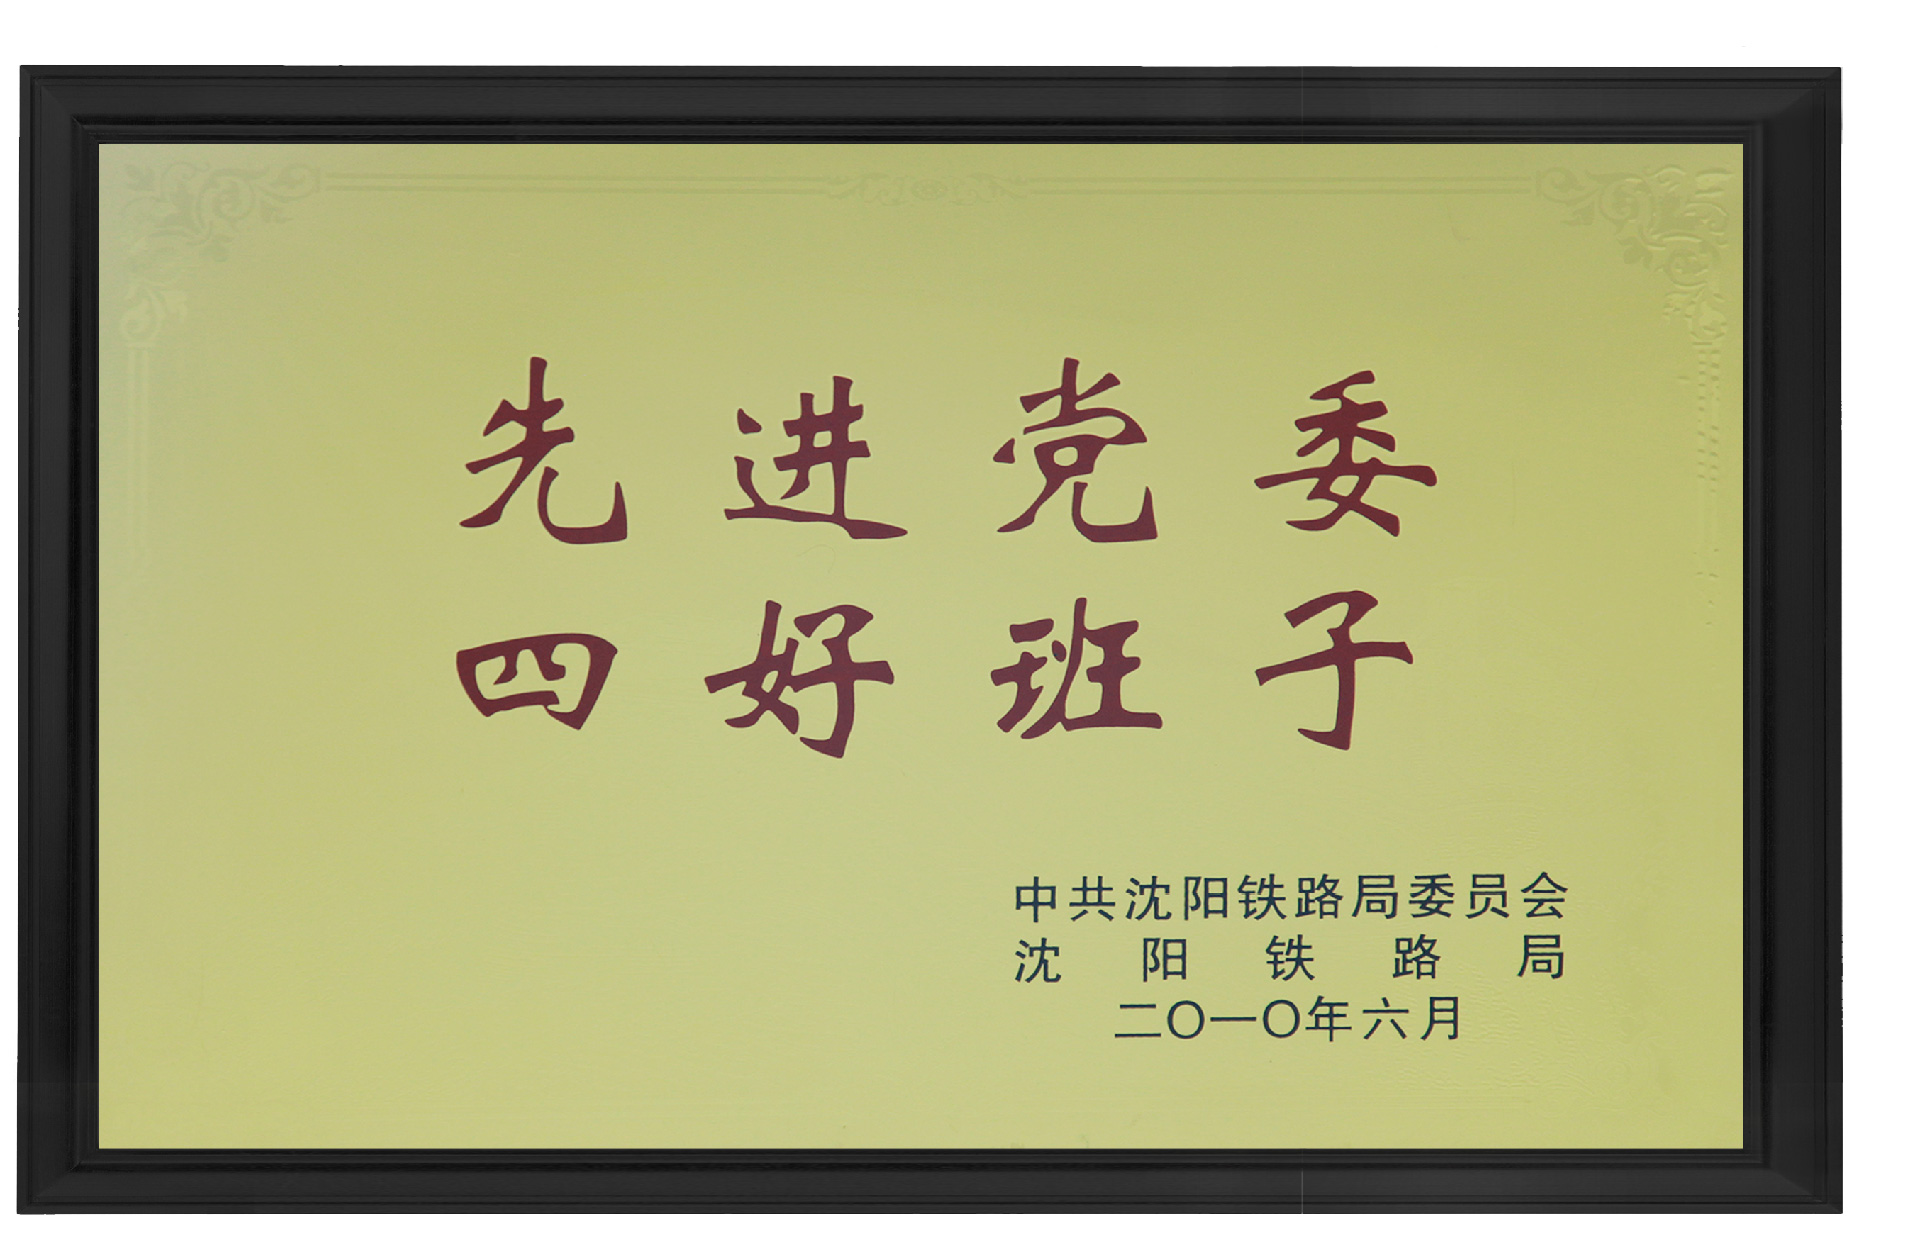 先进党委
四好班子
中共沈阳铁路局委员会
沈阳铁路局
二〇一〇年六月